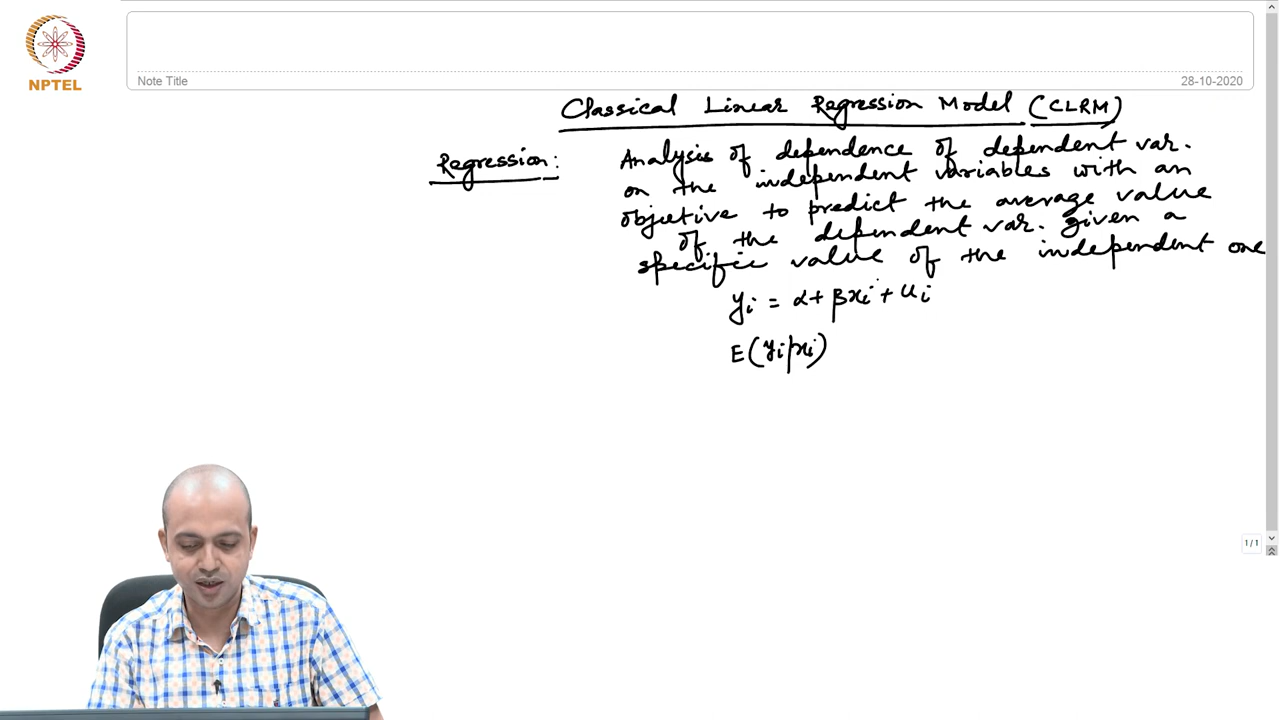 NPTEL
Note Title
28-10-2020
Classical Linear Regression Model (CLRM)
Regression: Analysis of dependence of dependent var.
on the independent variables with an
objective to predict the average value
of the dependent var. given a
specific value of the independent one
yi = α + βxi + ui
E(yi|xi)
1 / 1